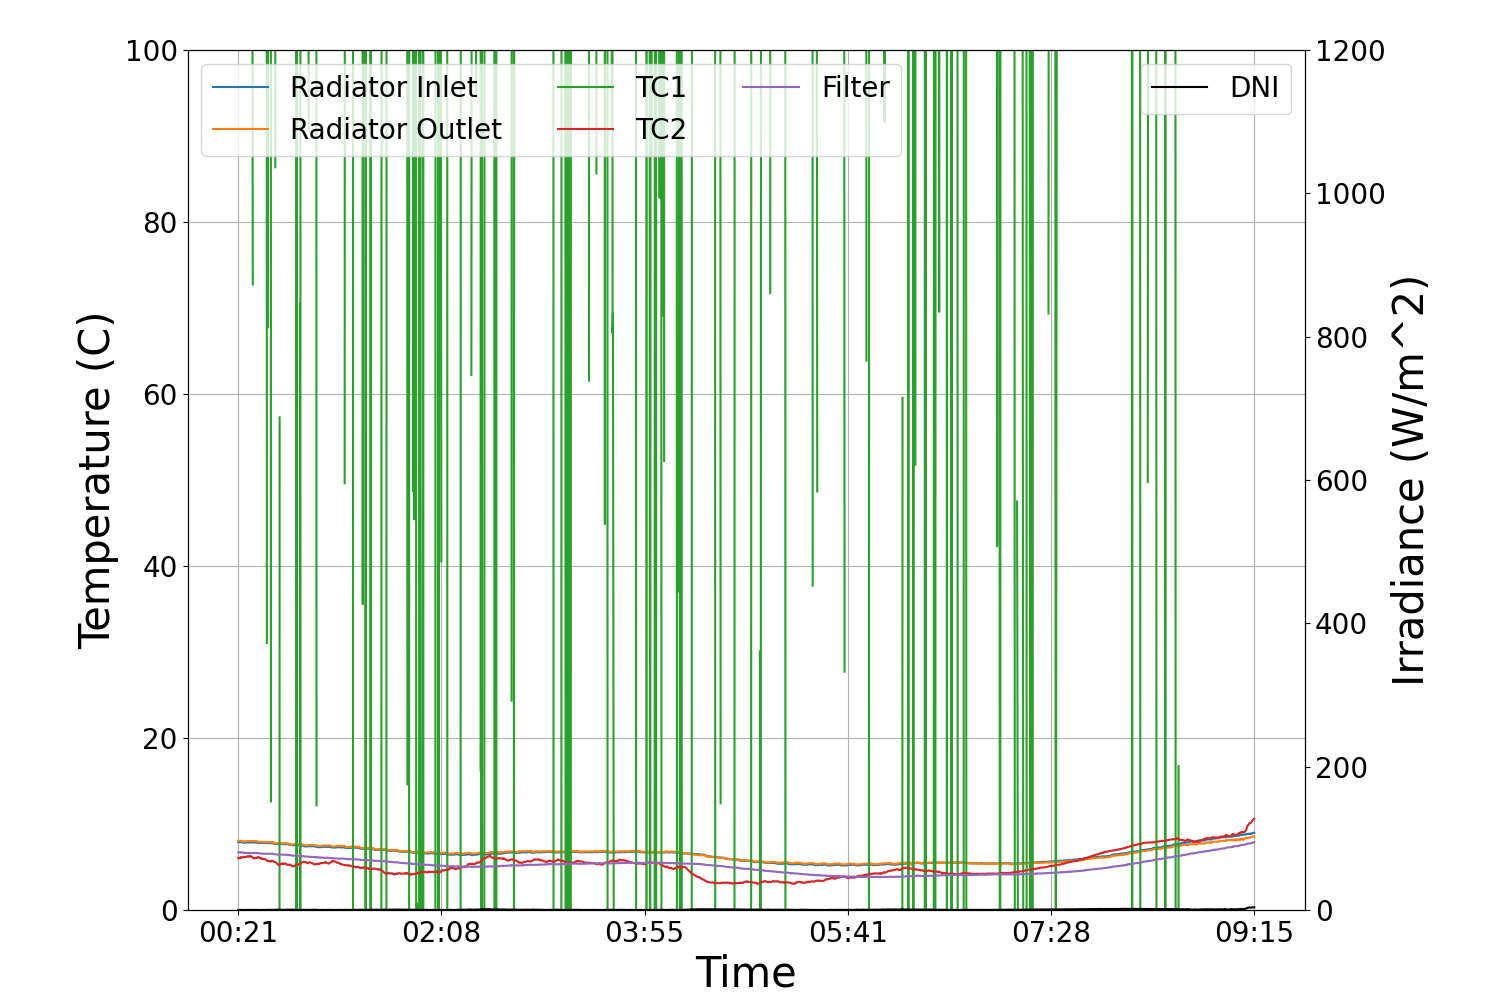 100
80
60
40
20
0
Temperature (C)
Radiator Inlet
Radiator Outlet
TC1
TC2
Filter
DNI
1200
1000
800
600
400
200
0
Irradiance (W/m^2)
00:21
02:08
03:55
05:41
07:28
09:15
Time